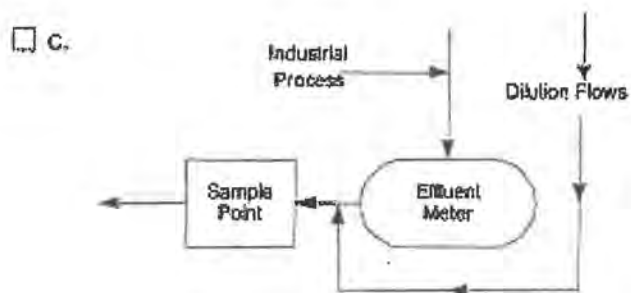 C.
Industrial
Process
Dilution Flows
Sample
Point
Effluent
Meter